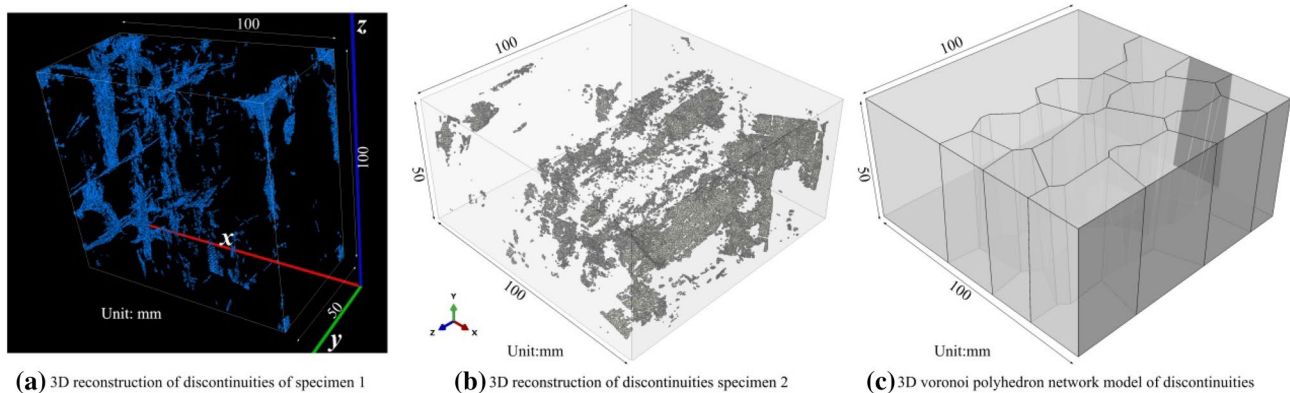 100
z
100
x
50
y
Unit: mm
(a) 3D reconstruction of discontinuities of specimen 1
100
50
100
Y
Z
X
Unit:mm
(b) 3D reconstruction of discontinuities specimen 2
100
50
100
Unit:mm
(c) 3D voronoi polyhedron network model of discontinuities